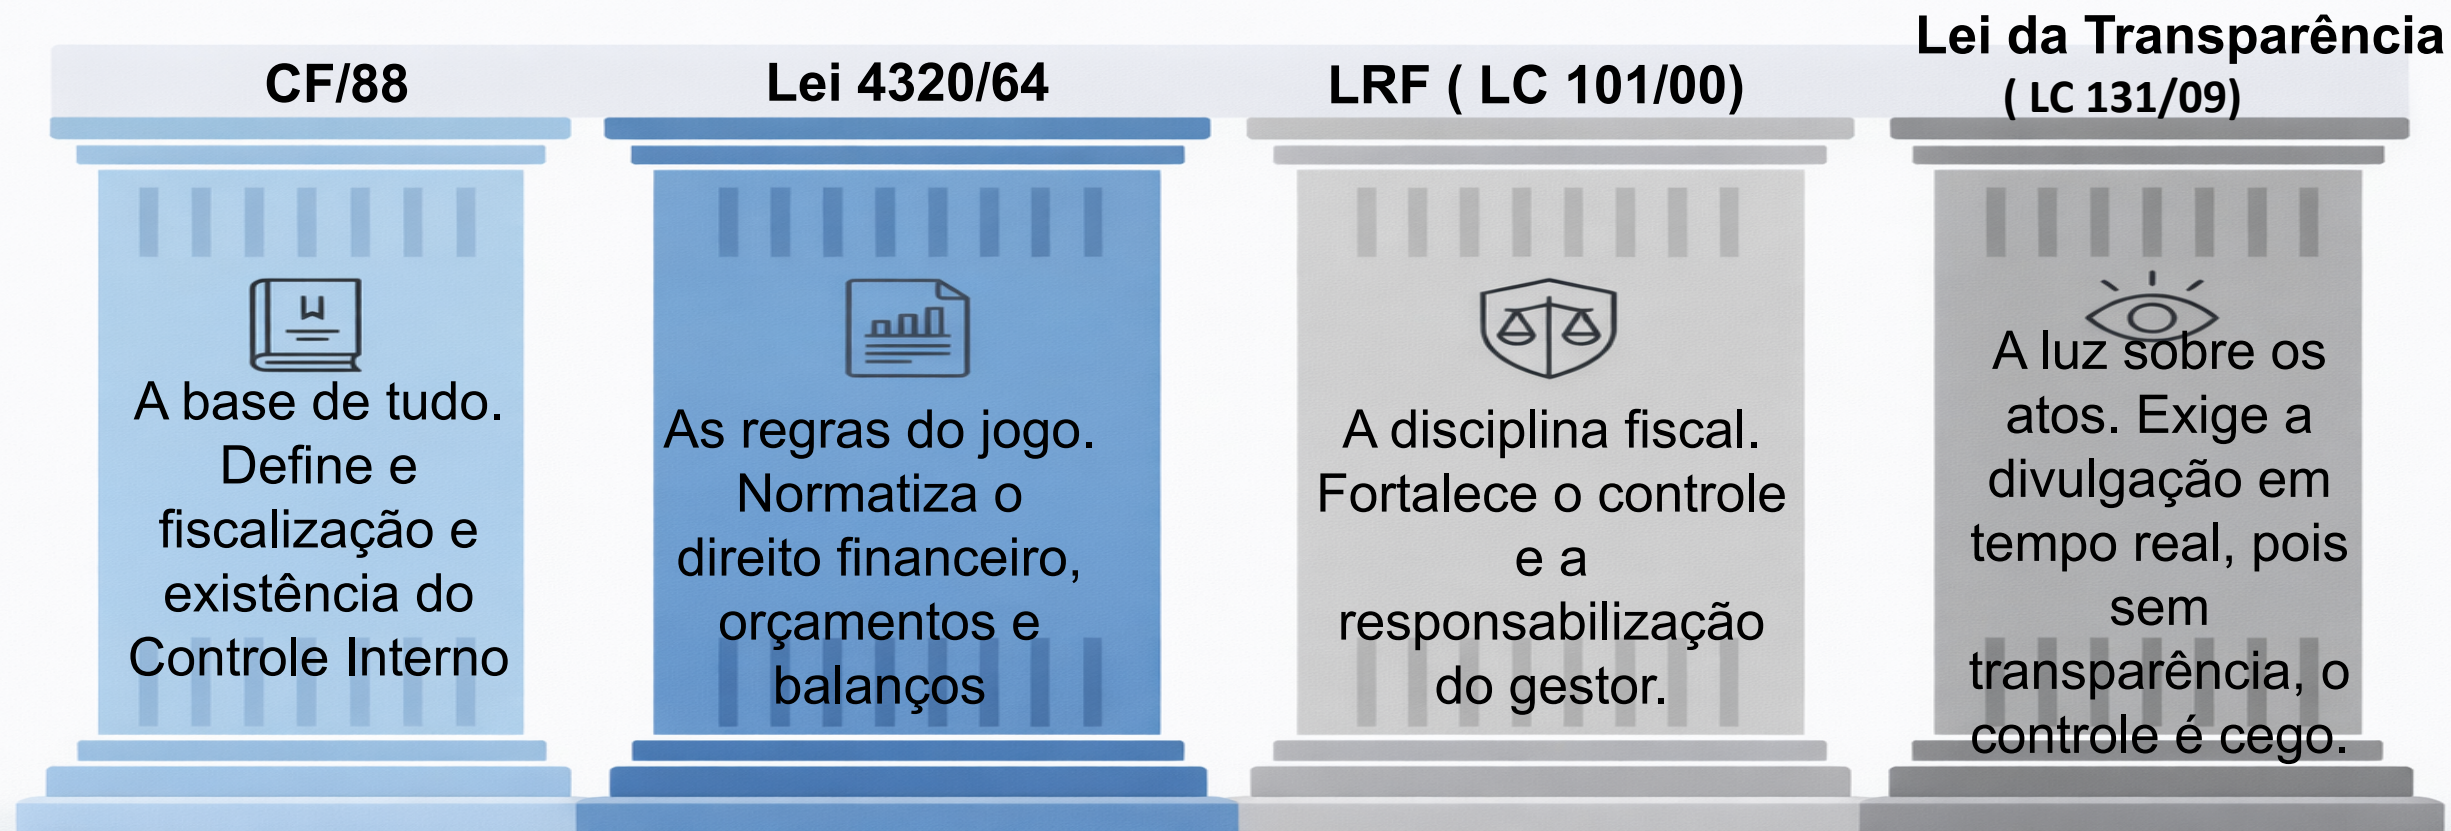 CF/88
A base de tudo.
Define e
fiscalização e
existência do
Controle Interno
Lei 4320/64
As regras do jogo.
Normatiza o
direito financeiro,
orçamentos e
balanços
LRF ( LC 101/00)
A disciplina fiscal.
Fortalece o controle
e a
responsabilização
do gestor.
Lei da Transparência
( LC 131/09)
A luz sobre os
atos. Exige a
divulgação em
tempo real, pois
sem
transparência, o
controle é cego.